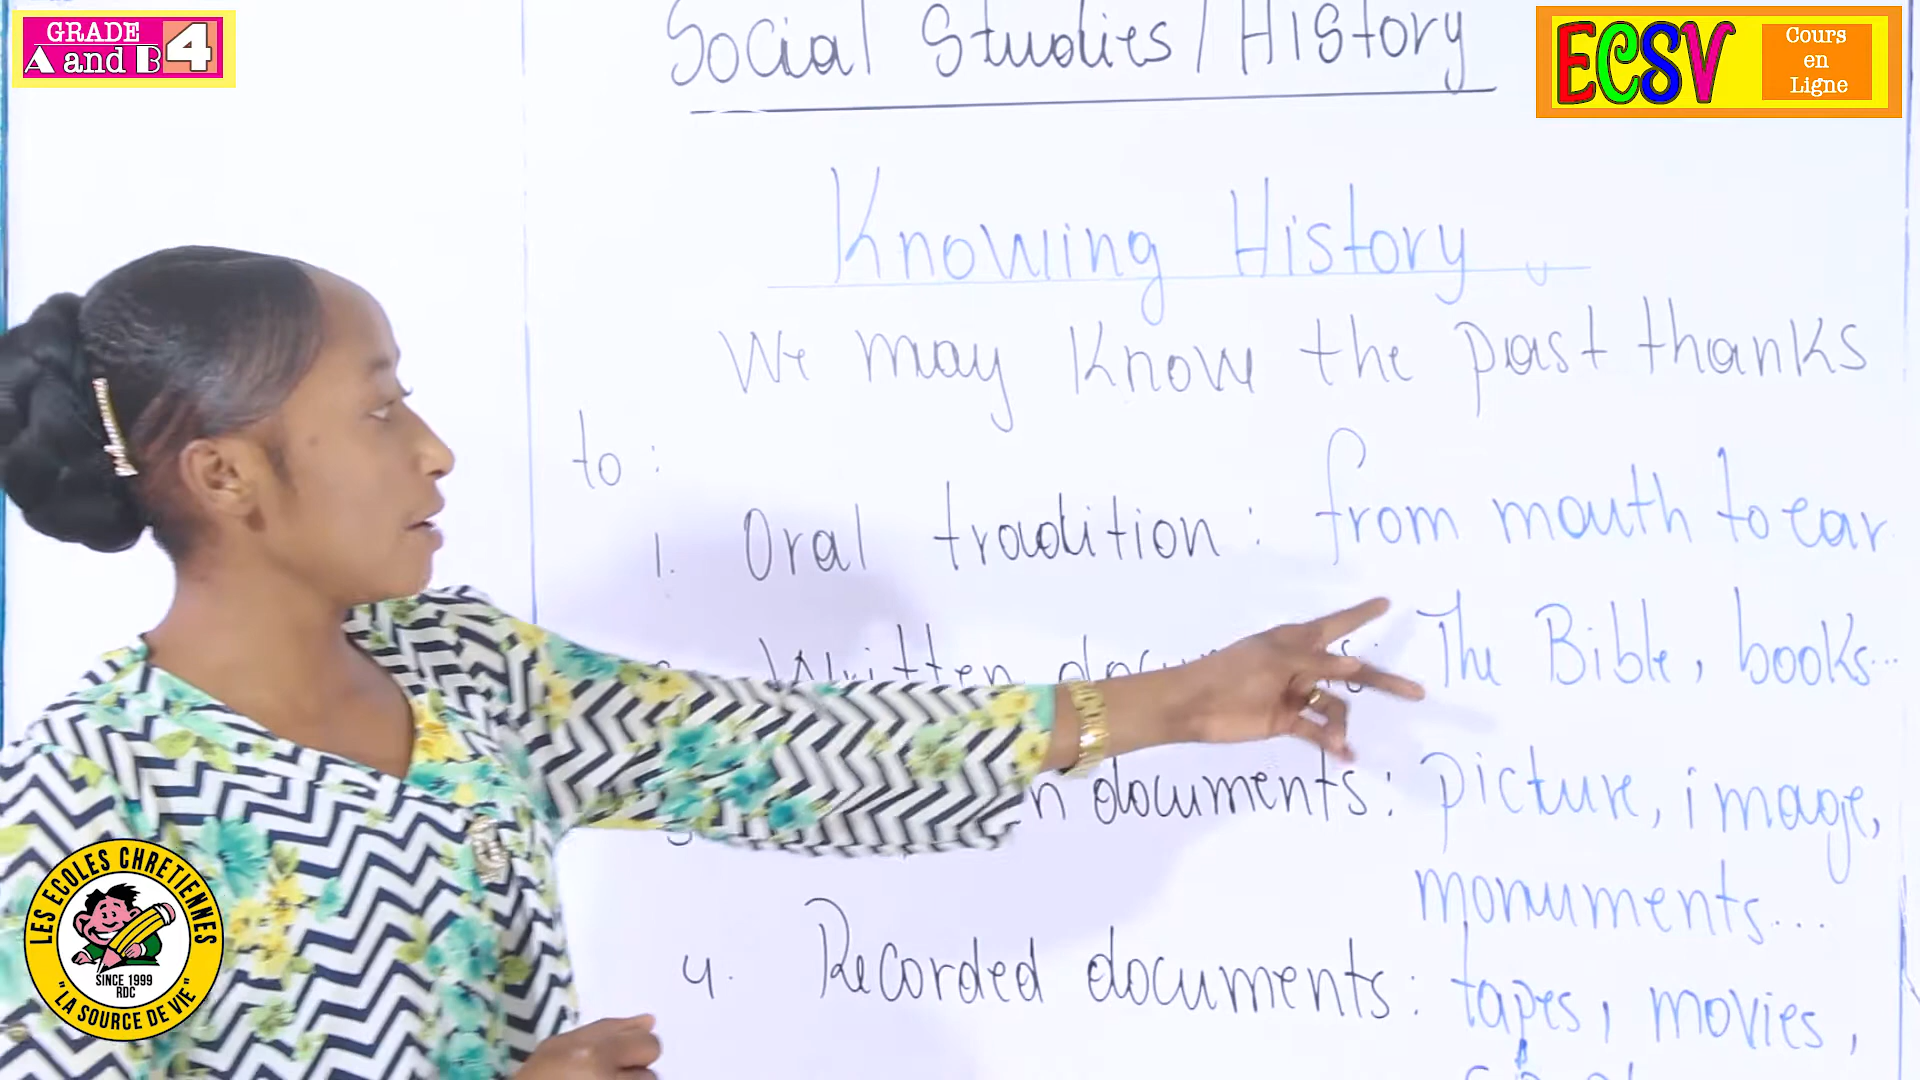 GRADE
A and B 4
ECSV
Cours
en
Ligne
Social Studies / History
Knowing History
We may know the past thanks
to :
1. Oral tradition : from mouth to ear
Written : The Bible, books...
documents : picture, image,
monuments...
4. Recorded documents : tapes, movies,
LES ECOLES CHRETIENNES
SINCE 1999
RDC
"LA SOURCE DE VIE"